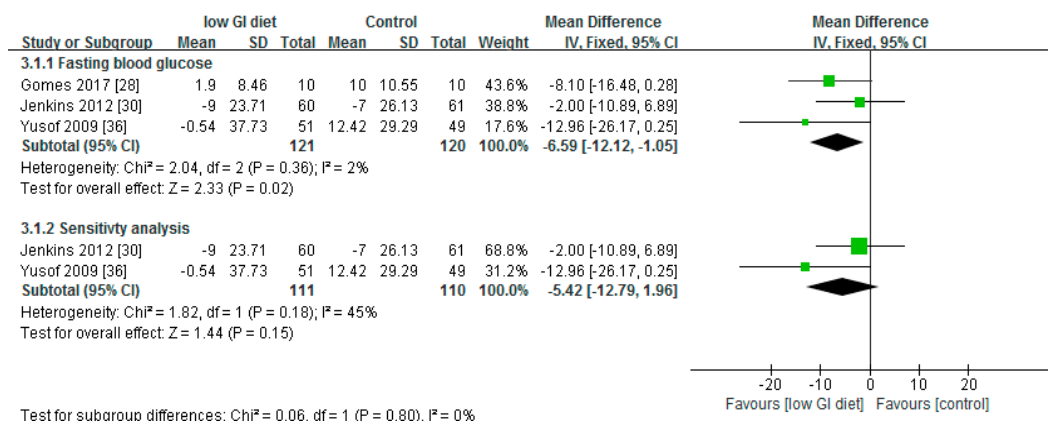 low GI diet Control Mean Difference Mean Difference
Study or Subgroup Mean SD Total Mean SD Total Weight IV, Fixed, 95% CI IV, Fixed, 95% CI
3.1.1 Fasting blood glucose
Gomes 2017 [28] 1.9 8.46 10 10 10.55 10 43.6% -8.10 [-16.48, 0.28]
Jenkins 2012 [30] -9 23.71 60 -7 26.13 61 38.8% -2.00 [-10.89, 6.89]
Yusof 2009 [36] -0.54 37.73 51 12.42 29.29 49 17.6% -12.96 [-26.17, 0.25]
Subtotal (95% CI) 121 120 100.0% -6.59 [-12.12, -1.05]
Heterogeneity: Chi² = 2.04, df = 2 (P = 0.36); I² = 2%
Test for overall effect: Z = 2.33 (P = 0.02)
3.1.2 Sensitivty analysis
Jenkins 2012 [30] -9 23.71 60 -7 26.13 61 68.8% -2.00 [-10.89, 6.89]
Yusof 2009 [36] -0.54 37.73 51 12.42 29.29 49 31.2% -12.96 [-26.17, 0.25]
Subtotal (95% CI) 111 110 100.0% -5.42 [-12.79, 1.96]
Heterogeneity: Chi² = 1.82, df = 1 (P = 0.18); I² = 45%
Test for overall effect: Z = 1.44 (P = 0.15)
-20 -10 0 10 20
Favours [low GI diet] Favours [control]
Test for subgroup differences: Chi² = 0.06, df = 1 (P = 0.80), I² = 0%